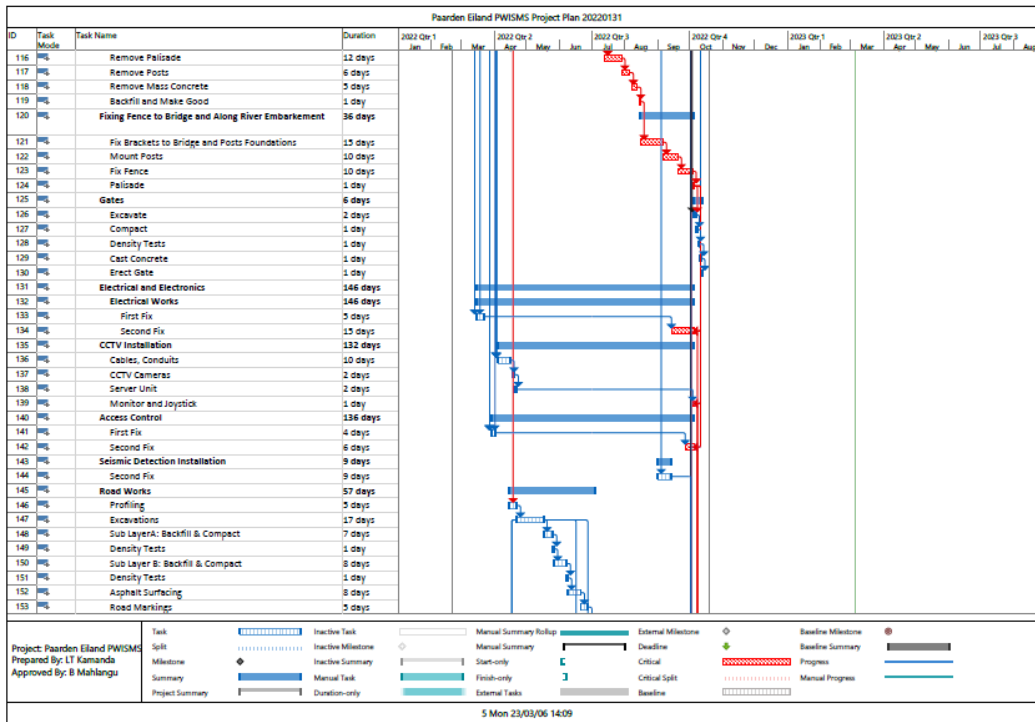 Paarden Eiland PWISMS Project Plan 20220131
ID Task Mode Task Name Duration 2022 Qtr 1 2022 Qtr 2 2022 Qtr 3 2022 Qtr 4 2023 Qtr 1 2023 Qtr 2 2023 Qtr 3
Jan Feb Mar Apr May Jun Jul Aug Sep Oct Nov Dec Jan Feb Mar Apr May Jun Jul Aug
116 Remove Palisade 12 days
117 Remove Posts 6 days
118 Remove Mass Concrete 5 days
119 Backfill and Make Good 1 day
120 Fixing Fence to Bridge and Along River Embarkement 36 days
121 Fix Brackets to Bridge and Posts Foundations 15 days
122 Mount Posts 10 days
123 Fix Fence 10 days
124 Palisade 1 day
125 Gates 6 days
126 Excavate 2 days
127 Compact 1 day
128 Density Tests 1 day
129 Cast Concrete 1 day
130 Erect Gate 1 day
131 Electrical and Electronics 146 days
132 Electrical Works 146 days
133 First Fix 5 days
134 Second Fix 15 days
135 CCTV Installation 132 days
136 Cables, Conduits 10 days
137 CCTV Cameras 2 days
138 Server Unit 2 days
139 Monitor and Joystick 1 day
140 Access Control 136 days
141 First Fix 4 days
142 Second Fix 6 days
143 Seismic Detection Installation 9 days
144 Second Fix 9 days
145 Road Works 57 days
146 Profiling 5 days
147 Excavations 17 days
148 Sub LayerA: Backfill & Compact 7 days
149 Density Tests 1 day
150 Sub Layer B: Backfill & Compact 8 days
151 Density Tests 1 day
152 Asphalt Surfacing 8 days
153 Road Markings 5 days
Project: Paarden Eiland PWISMS
Prepared By: LT Kamanda
Approved By: B Mahlangu
Task Inactive Task Manual Summary Rollup External Milestone Baseline Milestone
Split Inactive Milestone Manual Summary Deadline Baseline Summary
Milestone Inactive Summary Start-only Critical Progress
Summary Manual Task Finish-only Critical Split Manual Progress
Project Summary Duration-only External Tasks Baseline
5 Mon 23/03/06 14:09